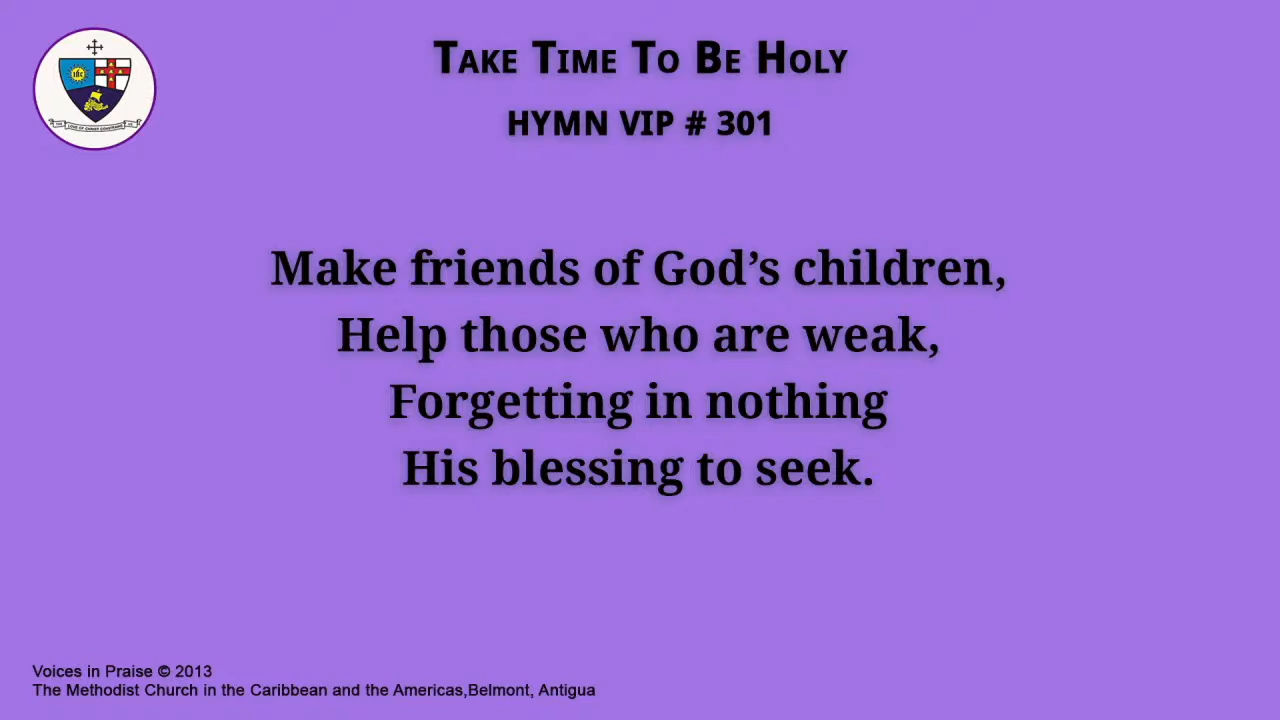 Take Time To Be Holy
HYMN VIP # 301
Make friends of God’s children,
Help those who are weak,
Forgetting in nothing
His blessing to seek.
Voices in Praise © 2013
The Methodist Church in the Caribbean and the Americas,Belmont, Antigua